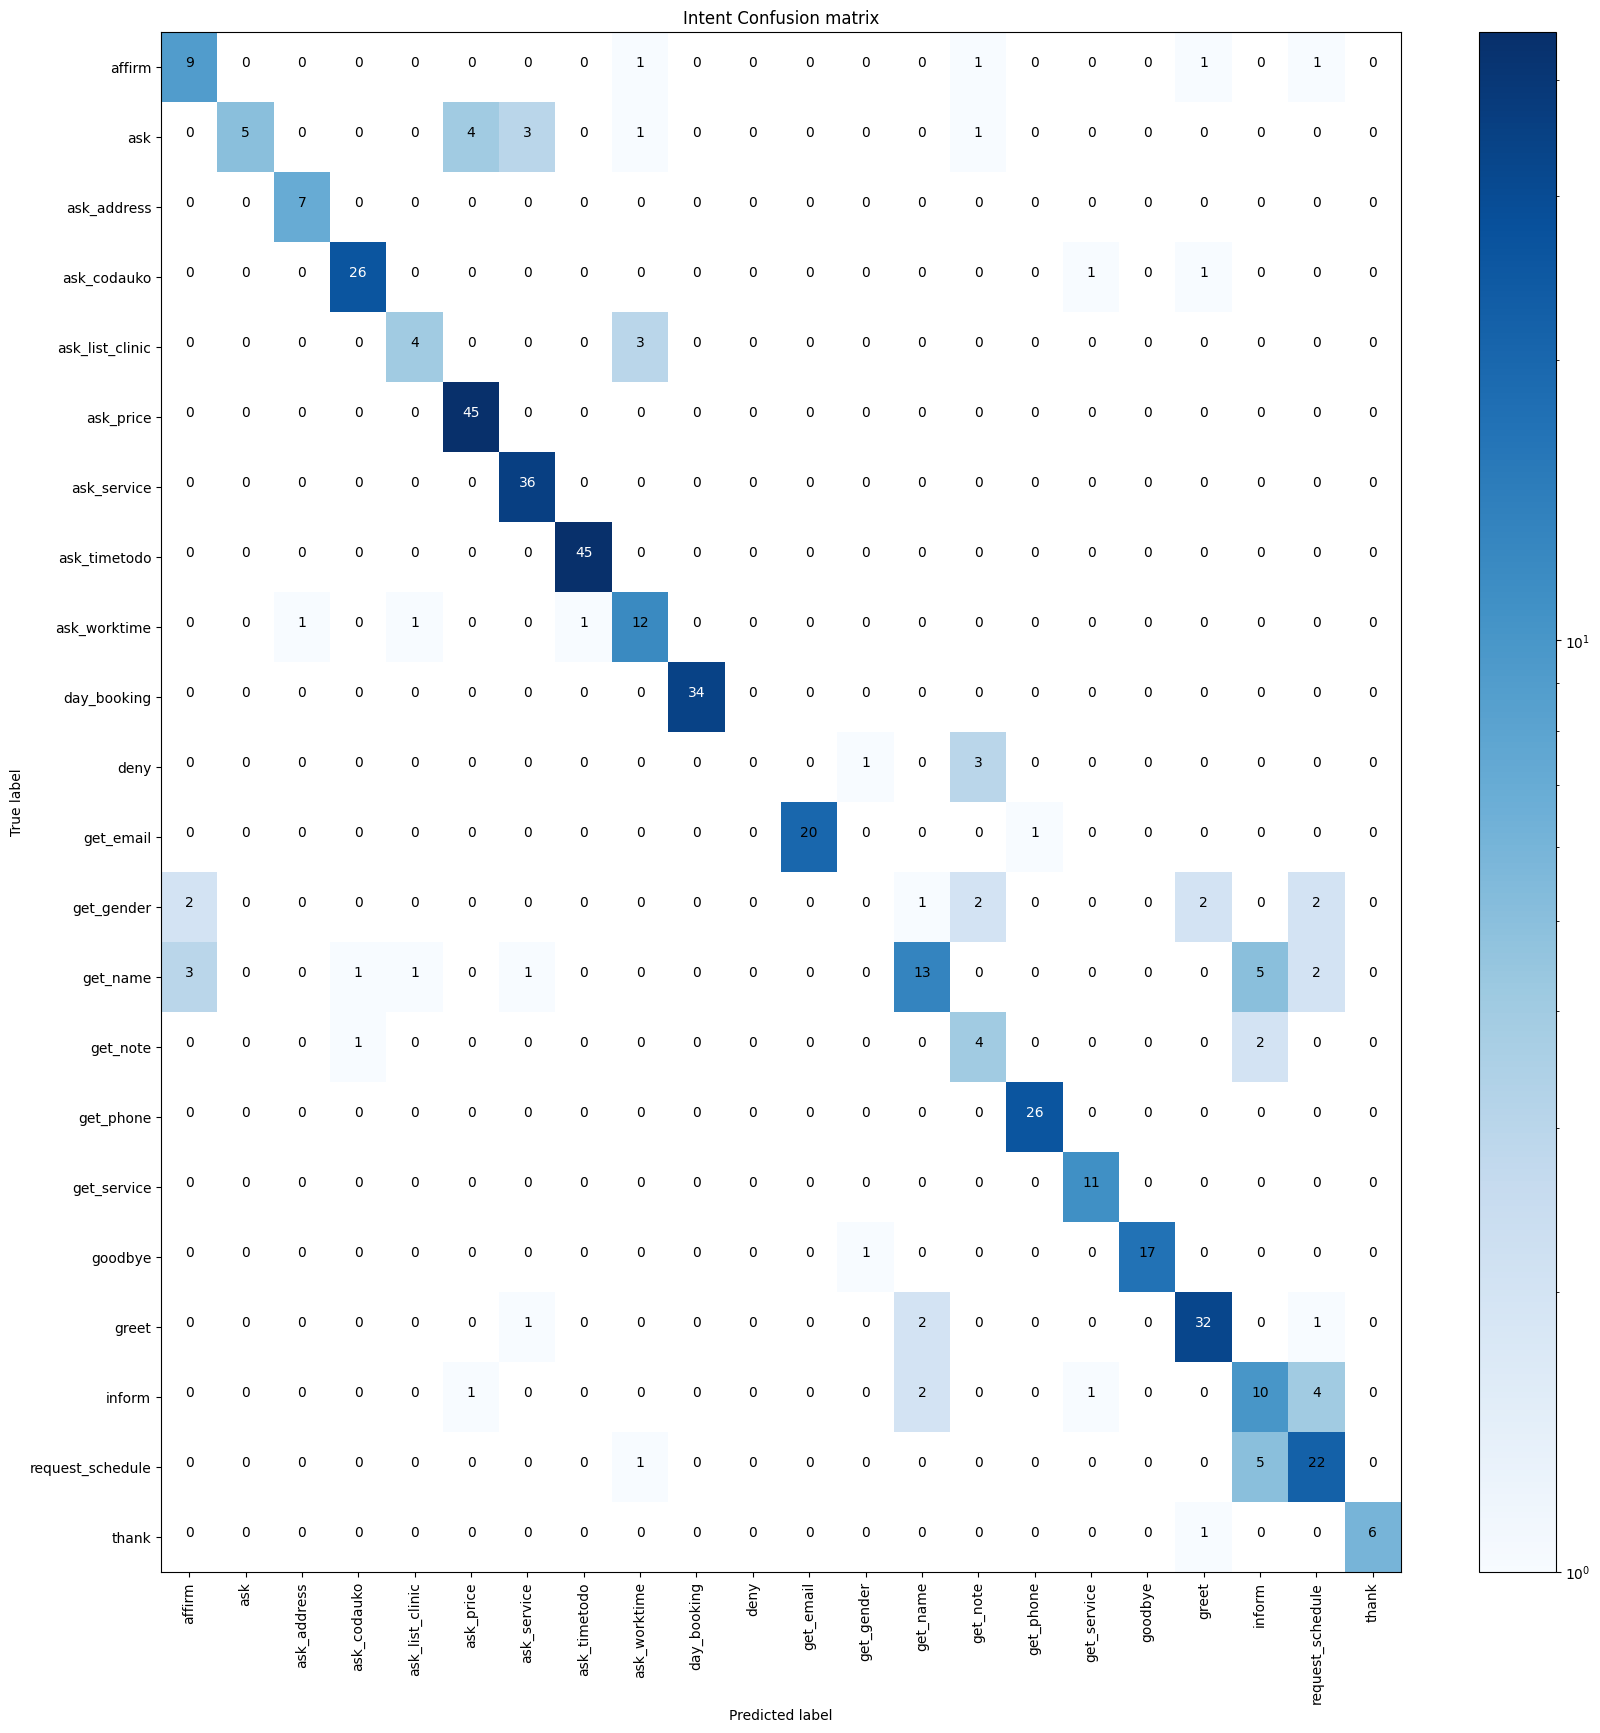 Intent Confusion matrix
affirm 9 0 0 0 0 0 0 0 1 0 0 0 0 0 1 0 0 0 1 0 1 0
ask 0 5 0 0 0 4 3 0 1 0 0 0 0 0 1 0 0 0 0 0 0 0
ask_address 0 0 7 0 0 0 0 0 0 0 0 0 0 0 0 0 0 0 0 0 0 0
ask_codauko 0 0 0 26 0 0 0 0 0 0 0 0 0 0 0 0 1 0 1 0 0 0
ask_list_clinic 0 0 0 0 4 0 0 0 3 0 0 0 0 0 0 0 0 0 0 0 0 0
ask_price 0 0 0 0 0 45 0 0 0 0 0 0 0 0 0 0 0 0 0 0 0 0
ask_service 0 0 0 0 0 0 36 0 0 0 0 0 0 0 0 0 0 0 0 0 0 0
ask_timetodo 0 0 0 0 0 0 0 45 0 0 0 0 0 0 0 0 0 0 0 0 0 0
ask_worktime 0 0 1 0 1 0 0 1 12 0 0 0 0 0 0 0 0 0 0 0 0 0
day_booking 0 0 0 0 0 0 0 0 0 34 0 0 0 0 0 0 0 0 0 0 0 0
deny 0 0 0 0 0 0 0 0 0 0 0 0 1 0 3 0 0 0 0 0 0 0
get_email 0 0 0 0 0 0 0 0 0 0 0 20 0 0 0 1 0 0 0 0 0 0
get_gender 2 0 0 0 0 0 0 0 0 0 0 0 0 1 2 0 0 0 2 0 2 0
get_name 3 0 0 1 1 0 1 0 0 0 0 0 0 13 0 0 0 0 0 5 2 0
get_note 0 0 0 1 0 0 0 0 0 0 0 0 0 0 4 0 0 0 0 2 0 0
get_phone 0 0 0 0 0 0 0 0 0 0 0 0 0 0 0 26 0 0 0 0 0 0
get_service 0 0 0 0 0 0 0 0 0 0 0 0 0 0 0 0 11 0 0 0 0 0
goodbye 0 0 0 0 0 0 0 0 0 0 0 0 1 0 0 0 0 17 0 0 0 0
greet 0 0 0 0 0 0 1 0 0 0 0 0 0 2 0 0 0 0 32 0 1 0
inform 0 0 0 0 0 1 0 0 0 0 0 0 0 2 0 0 1 0 0 10 4 0
request_schedule 0 0 0 0 0 0 0 0 1 0 0 0 0 0 0 0 0 0 0 5 22 0
thank 0 0 0 0 0 0 0 0 0 0 0 0 0 0 0 0 0 0 1 0 0 6
True label
affirm
ask
ask_address
ask_codauko
ask_list_clinic
ask_price
ask_service
ask_timetodo
ask_worktime
day_booking
deny
get_email
get_gender
get_name
get_note
get_phone
get_service
goodbye
greet
inform
request_schedule
thank
Predicted label
10¹
10⁰